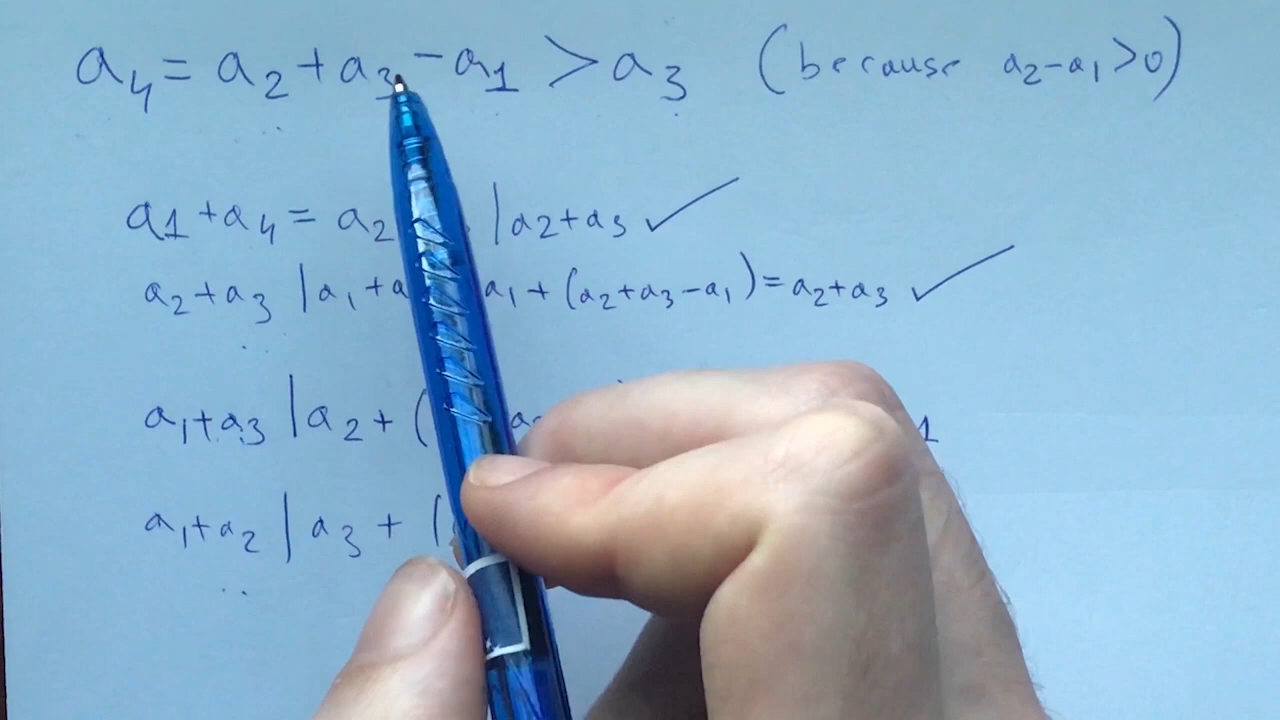 a₄ = a₂ + a₃ - a₁ > a₃ (because a₂ - a₁ > 0)
a₁ + a₄ = a₂ | a₂ + a₃ ✓
a₂ + a₃ | a₁ + a a₁ + (a₂ + a₃ - a₁) = a₂ + a₃ ✓
a₁ + a₃ | a₂ + ( a 1
a₁ + a₂ | a₃ + (